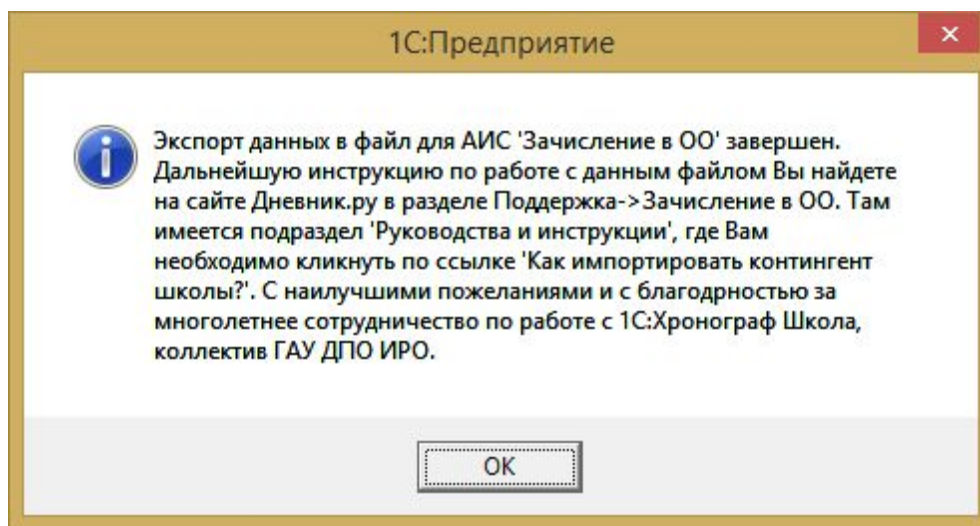 1С:Предприятие
Экспорт данных в файл для АИС 'Зачисление в ОО' завершен.
Дальнейшую инструкцию по работе с данным файлом Вы найдете
на сайте Дневник.ру в разделе Поддержка->Зачисление в ОО. Там
имеется подраздел 'Руководства и инструкции', где Вам
необходимо кликнуть по ссылке 'Как импортировать контингент
школы?'. С наилучшими пожеланиями и с благодрностью за
многолетнее сотрудничество по работе с 1С:Хронограф Школа,
коллектив ГАУ ДПО ИРО.
OK